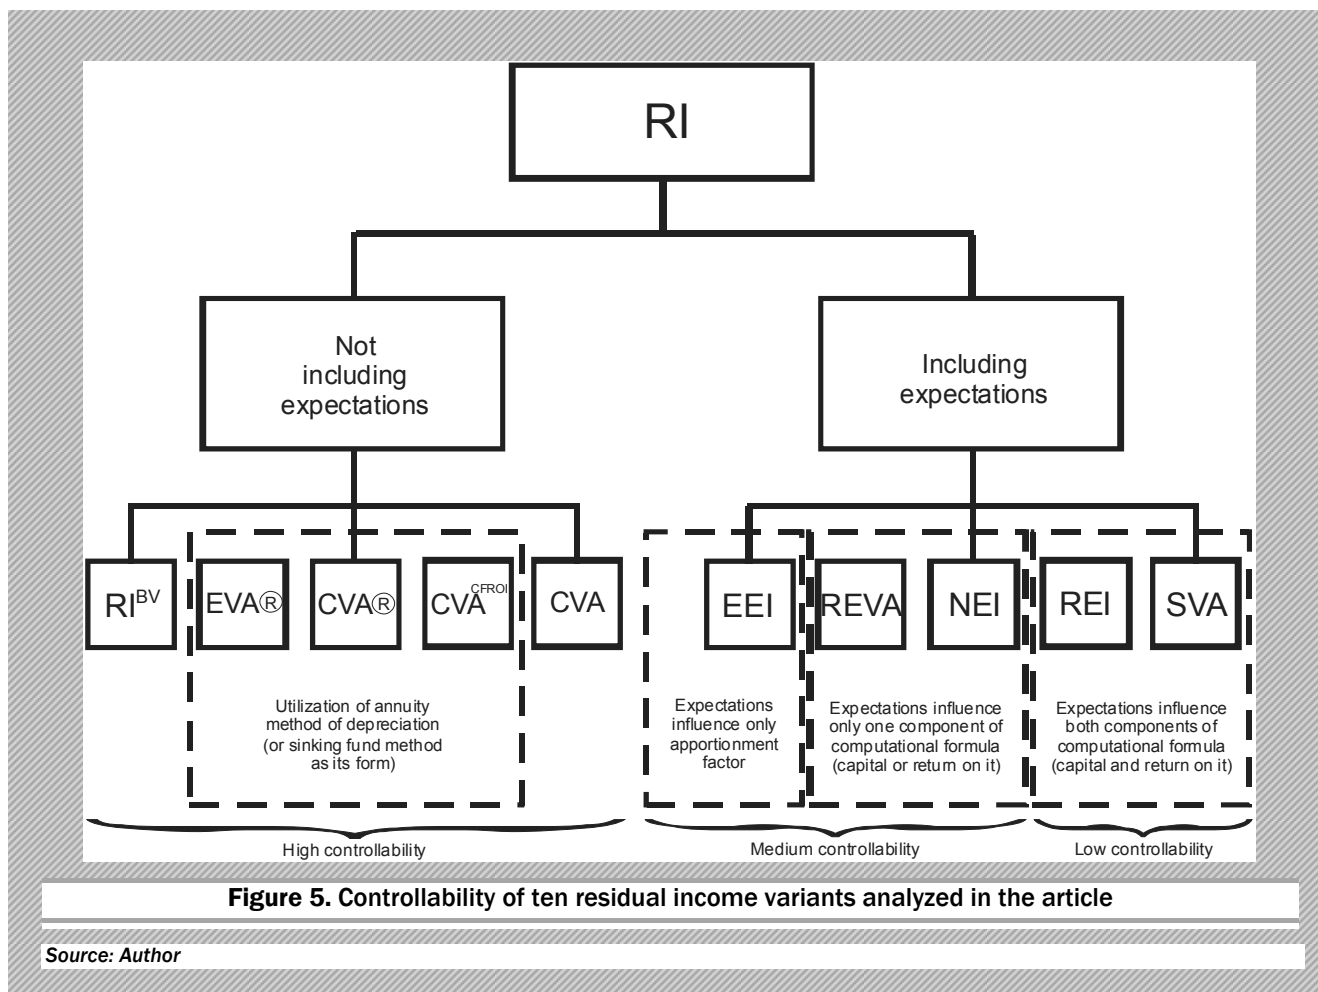 RI
Not
including
expectations
Including
expectations
RI^BV
EVA®
CVA®
CVA^CFROI
CVA
EEI
REVA
NEI
REI
SVA
Utilization of annuity
method of depreciation
(or sinking fund method
as its form)
Expectations
influence only
apportionment
factor
Expectations influence
only one component of
computational formula
(capital or return on it)
Expectations influence
both components of
computational formula
(capital and return on it)
High controllability
Medium controllability
Low controllability
Figure 5. Controllability of ten residual income variants analyzed in the article
Source: Author